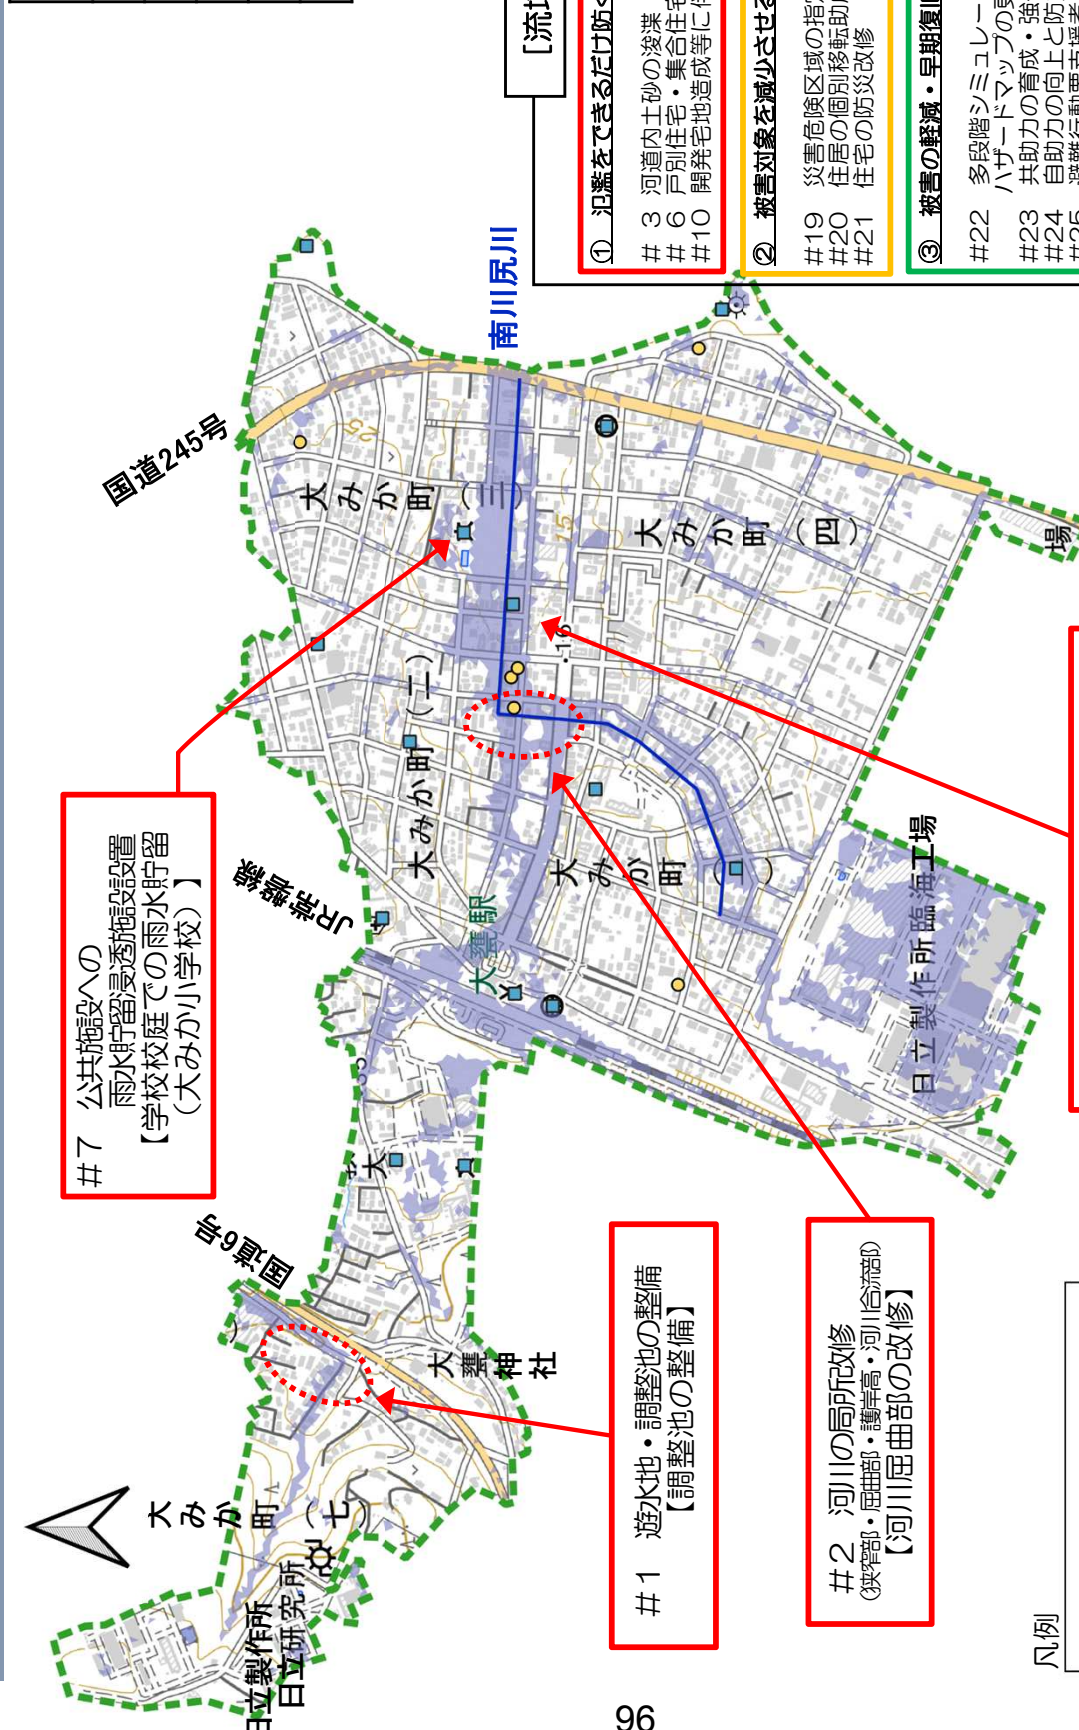 #7 公共施設への
雨水貯留浸透施設設置
【学校校庭での雨水貯留
(大みか小学校)】
国道245号
南川尻川
JR常磐線
国道6号
大みか町(三)
大みか町(二)
大みか町(四)
大みか町
大甕駅
大みか町(七)
大甕神社
日立製作所
日立研究所
日立製作所臨海工場
場
25
15
・16
#1 遊水地・調整池の整備
【調整池の整備】
#2 河川の局所改修
(狭窄部・屈曲部・護岸高・河川合流部)
【河川屈曲部の改修】
[流域
① 氾濫をできるだけ防ぐ
# 3 河道内土砂の浚渫
# 6 戸別住宅・集合住宅
#10 開発宅地造成等に
② 被害対象を減少させる
#19 災害危険区域の指定
#20 住居の個別移転助
#21 住宅の防災改修
③ 被害の軽減・早期復旧
#22 多段階シミュレー
ハザードマップの
#23 共助力の育成・強
#24 自助力の向上と防
#25 避難行動要支援者
凡例
96